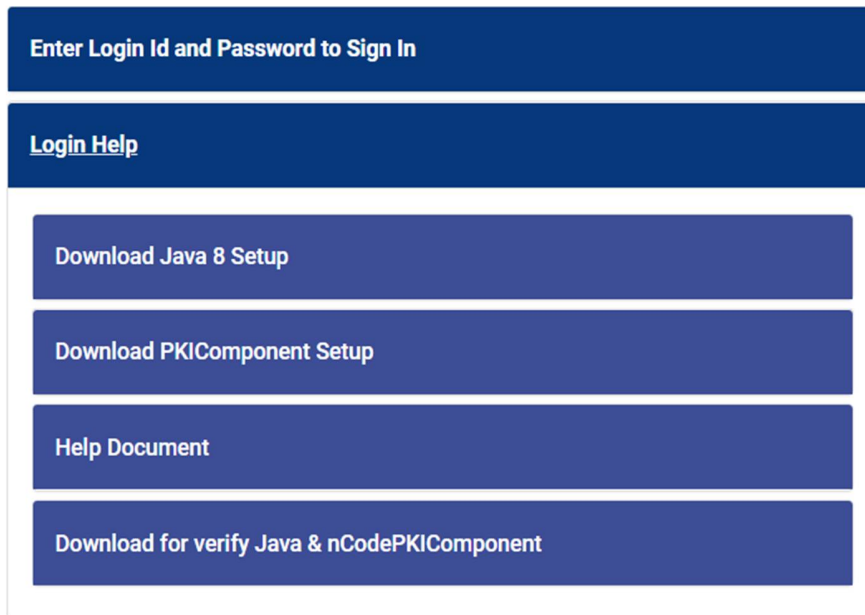 Enter Login Id and Password to Sign In
Login Help
Download Java 8 Setup
Download PKIComponent Setup
Help Document
Download for verify Java & nCodePKIComponent